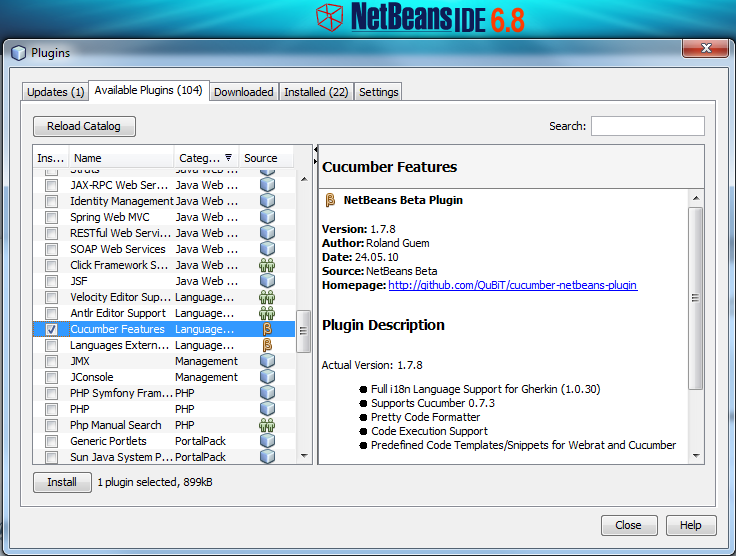 NetBeans IDE 6.8
Plugins
Updates (1) Available Plugins (104) Downloaded Installed (22) Settings
Reload Catalog Search:
Ins... Name Categ... Source
Struts Java Web ...
JAX-RPC Web Ser... Java Web ...
Identity Management Java Web ...
Spring Web MVC Java Web ...
RESTful Web Servi... Java Web ...
SOAP Web Services Java Web ...
Click Framework S... Java Web ...
JSF Java Web ...
Velocity Editor Sup... Language...
Antlr Editor Support Language...
Cucumber Features Language... β
Languages Extern... Language... β
JMX Management
JConsole Management
PHP Symfony Fram... PHP
PHP PHP
Php Manual Search PHP
Generic Portlets PortalPack
Sun Java System P... PortalPack
Cucumber Features
β NetBeans Beta Plugin
Version: 1.7.8
Author: Roland Guem
Date: 24.05.10
Source: NetBeans Beta
Homepage: http://github.com/QuBiT/cucumber-netbeans-plugin
Plugin Description
Actual Version: 1.7.8
● Full i18n Language Support for Gherkin (1.0.30)
● Supports Cucumber 0.7.3
● Pretty Code Formatter
● Code Execution Support
● Predefined Code Templates/Snippets for Webrat and Cucumber
Install 1 plugin selected, 899kB
Close Help